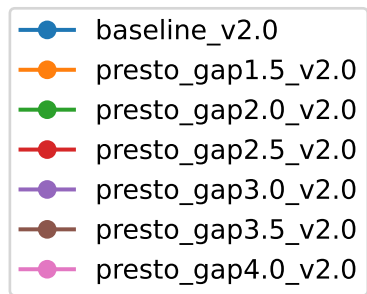 baseline_v2.0
presto_gap1.5_v2.0
presto_gap2.0_v2.0
presto_gap2.5_v2.0
presto_gap3.0_v2.0
presto_gap3.5_v2.0
presto_gap4.0_v2.0